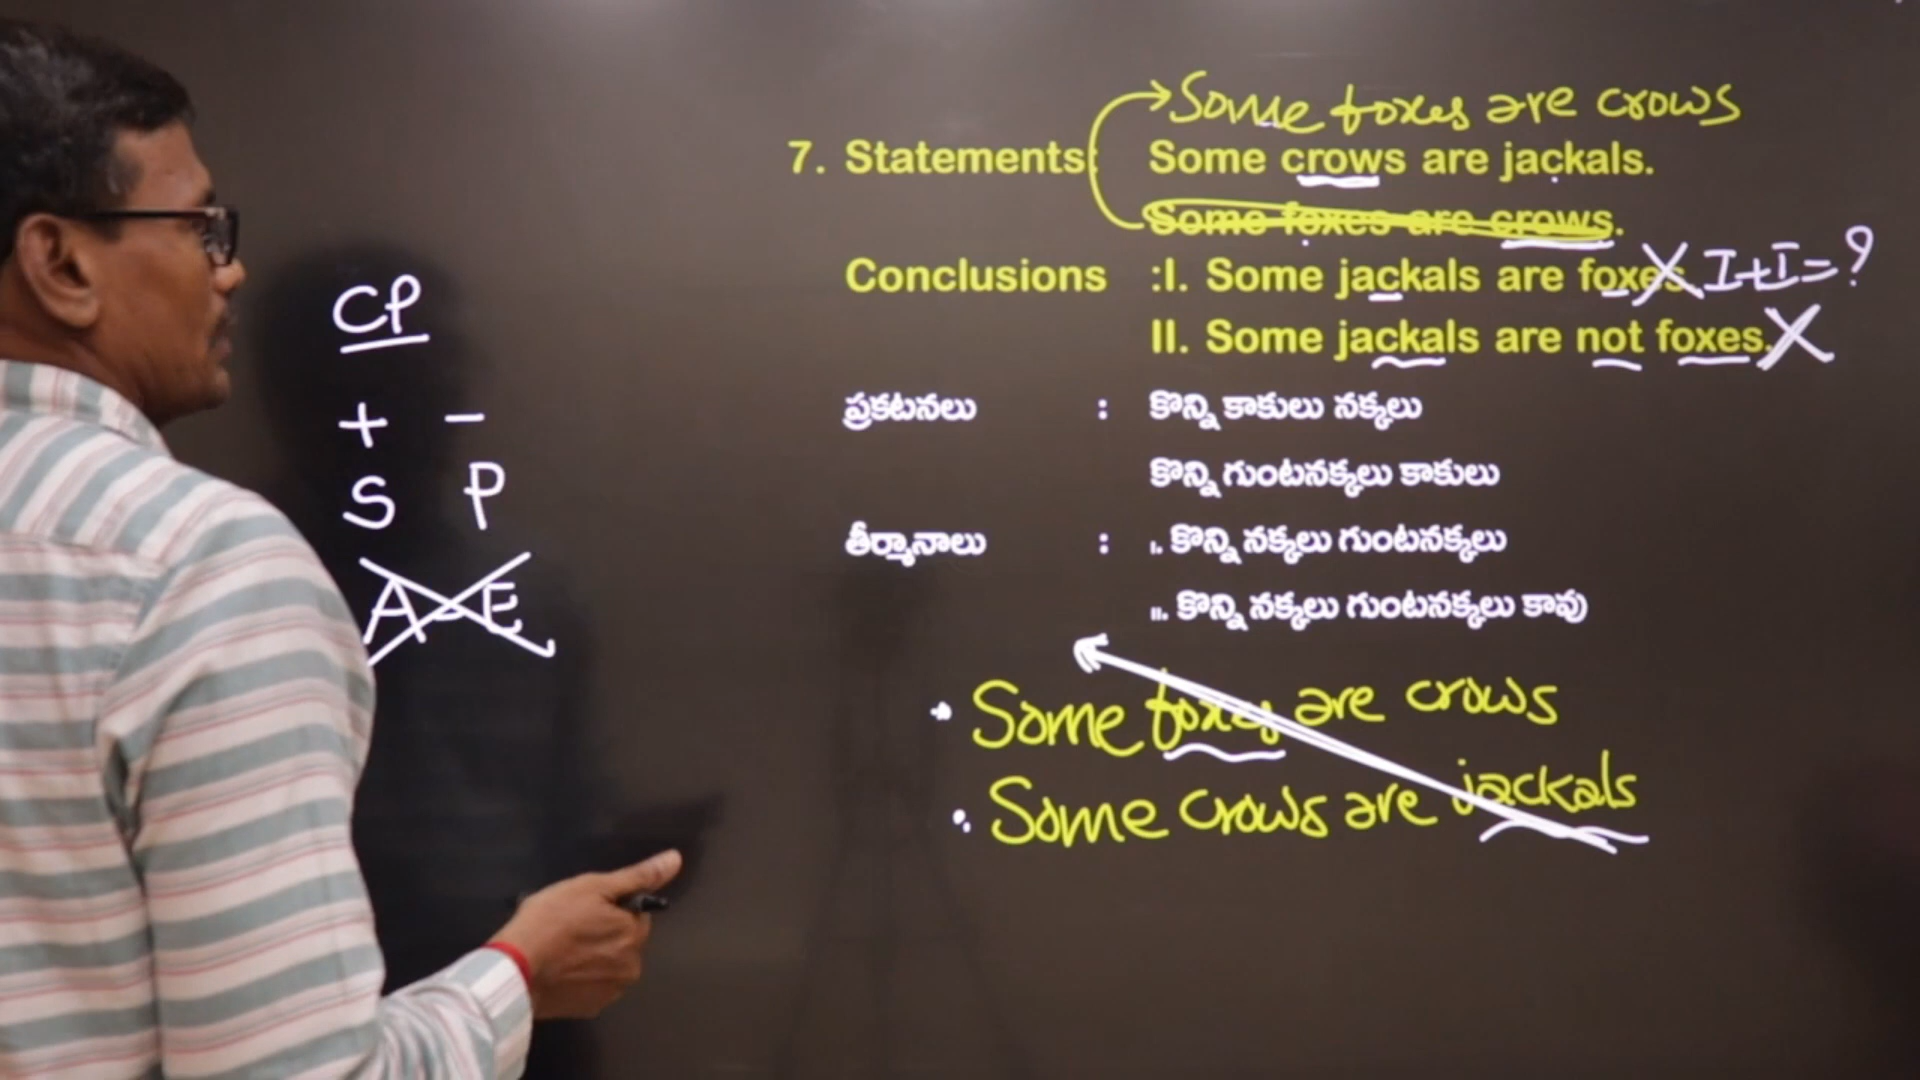 Some foxes are crows
7. Statements: Some crows are jackals.
Some foxes are crows.
Conclusions :I. Some jackals are foxes. I+I=?
II. Some jackals are not foxes.
ప్రకటనలు : కొన్ని కాకులు నక్కలు
కొన్ని గుంటనక్కలు కాకులు
తీర్మానాలు : ı. కొన్ని నక్కలు గుంటనక్కలు
ıı. కొన్ని నక్కలు గుంటనక్కలు కావు
CP
+ -
S P
A E
Some foxes are crows
Some crows are jackals